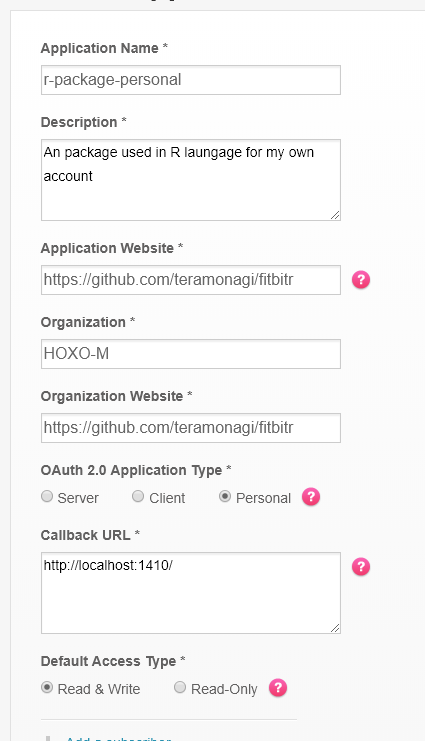 Application Name *
r-package-personal
Description *
An package used in R laungage for my own
account
Application Website *
https://github.com/teramonagi/fitbitr
?
Organization *
HOXO-M
Organization Website *
https://github.com/teramonagi/fitbitr
OAuth 2.0 Application Type *
Server Client Personal ?
Callback URL *
http://localhost:1410/
?
Default Access Type *
Read & Write Read-Only ?
Add a subscriber